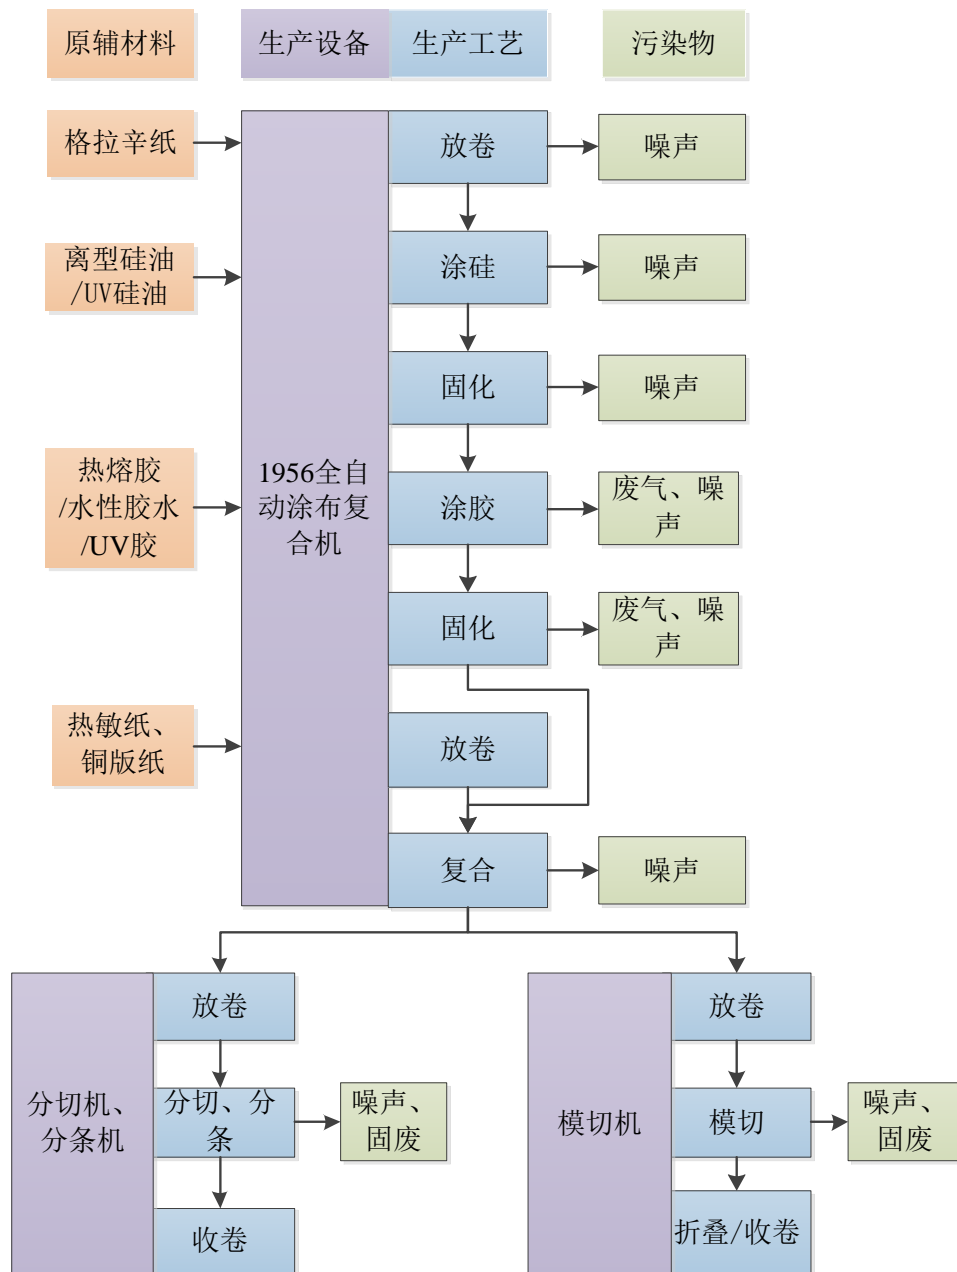 原辅材料
生产设备
生产工艺
污染物
格拉辛纸
放卷
噪声
离型硅油
/UV硅油
涂硅
噪声
固化
噪声
热熔胶
/水性胶水
/UV胶
1956全自
动涂布复
合机
涂胶
废气、噪
声
固化
废气、噪
声
热敏纸、
铜版纸
放卷
复合
噪声
放卷
放卷
分切机、
分条机
分切、分
条
噪声、
固废
模切机
模切
噪声、
固废
收卷
折叠/收卷